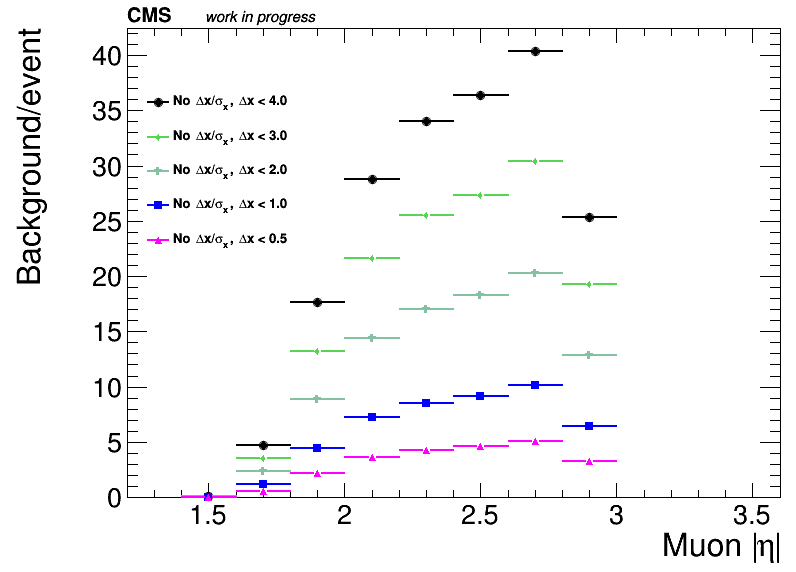 CMS work in progress
Background/event
40
35
30
25
20
15
10
5
0
No Δx/σx, Δx < 4.0
No Δx/σx, Δx < 3.0
No Δx/σx, Δx < 2.0
No Δx/σx, Δx < 1.0
No Δx/σx, Δx < 0.5
1.5 2 2.5 3 3.5
Muon |η|